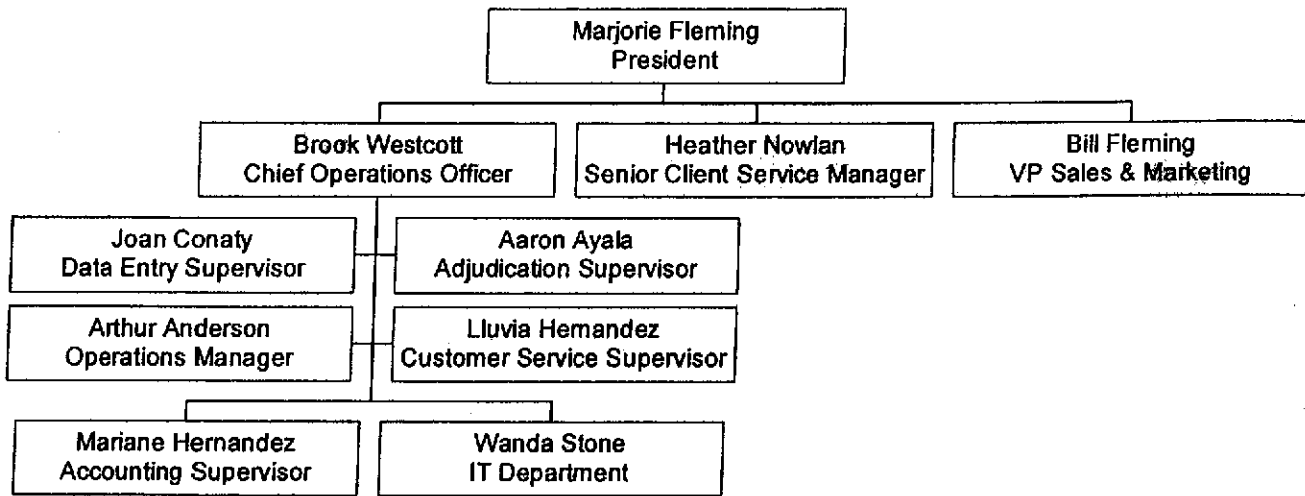 Marjorie Fleming
President
Brook Westcott
Chief Operations Officer
Heather Nowlan
Senior Client Service Manager
Bill Fleming
VP Sales & Marketing
Joan Conaty
Data Entry Supervisor
Aaron Ayala
Adjudication Supervisor
Arthur Anderson
Operations Manager
Lluvia Hernandez
Customer Service Supervisor
Mariane Hernandez
Accounting Supervisor
Wanda Stone
IT Department